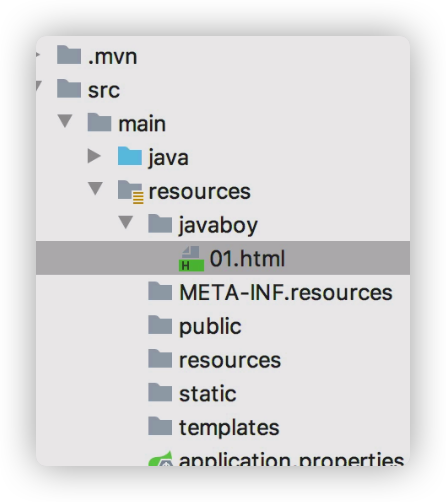 .mvn
src
main
java
resources
javaboy
01.html
META-INF.resources
public
resources
static
templates
application.properties